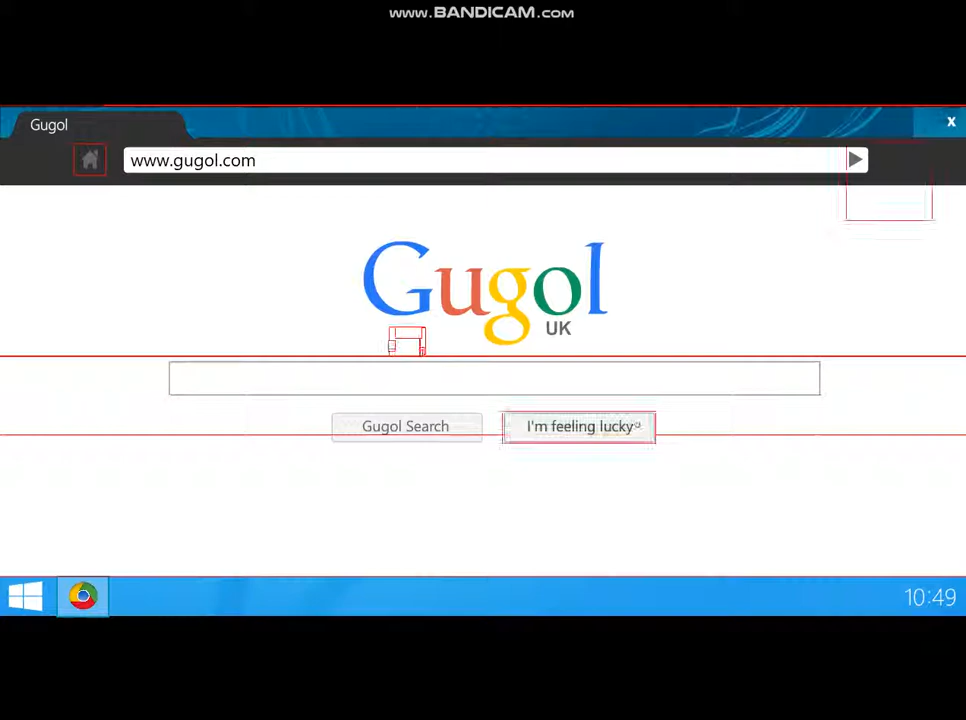 www.BANDICAM.com
Gugol
x
www.gugol.com
Gugol
UK
Gugol Search
I'm feeling lucky
10:49